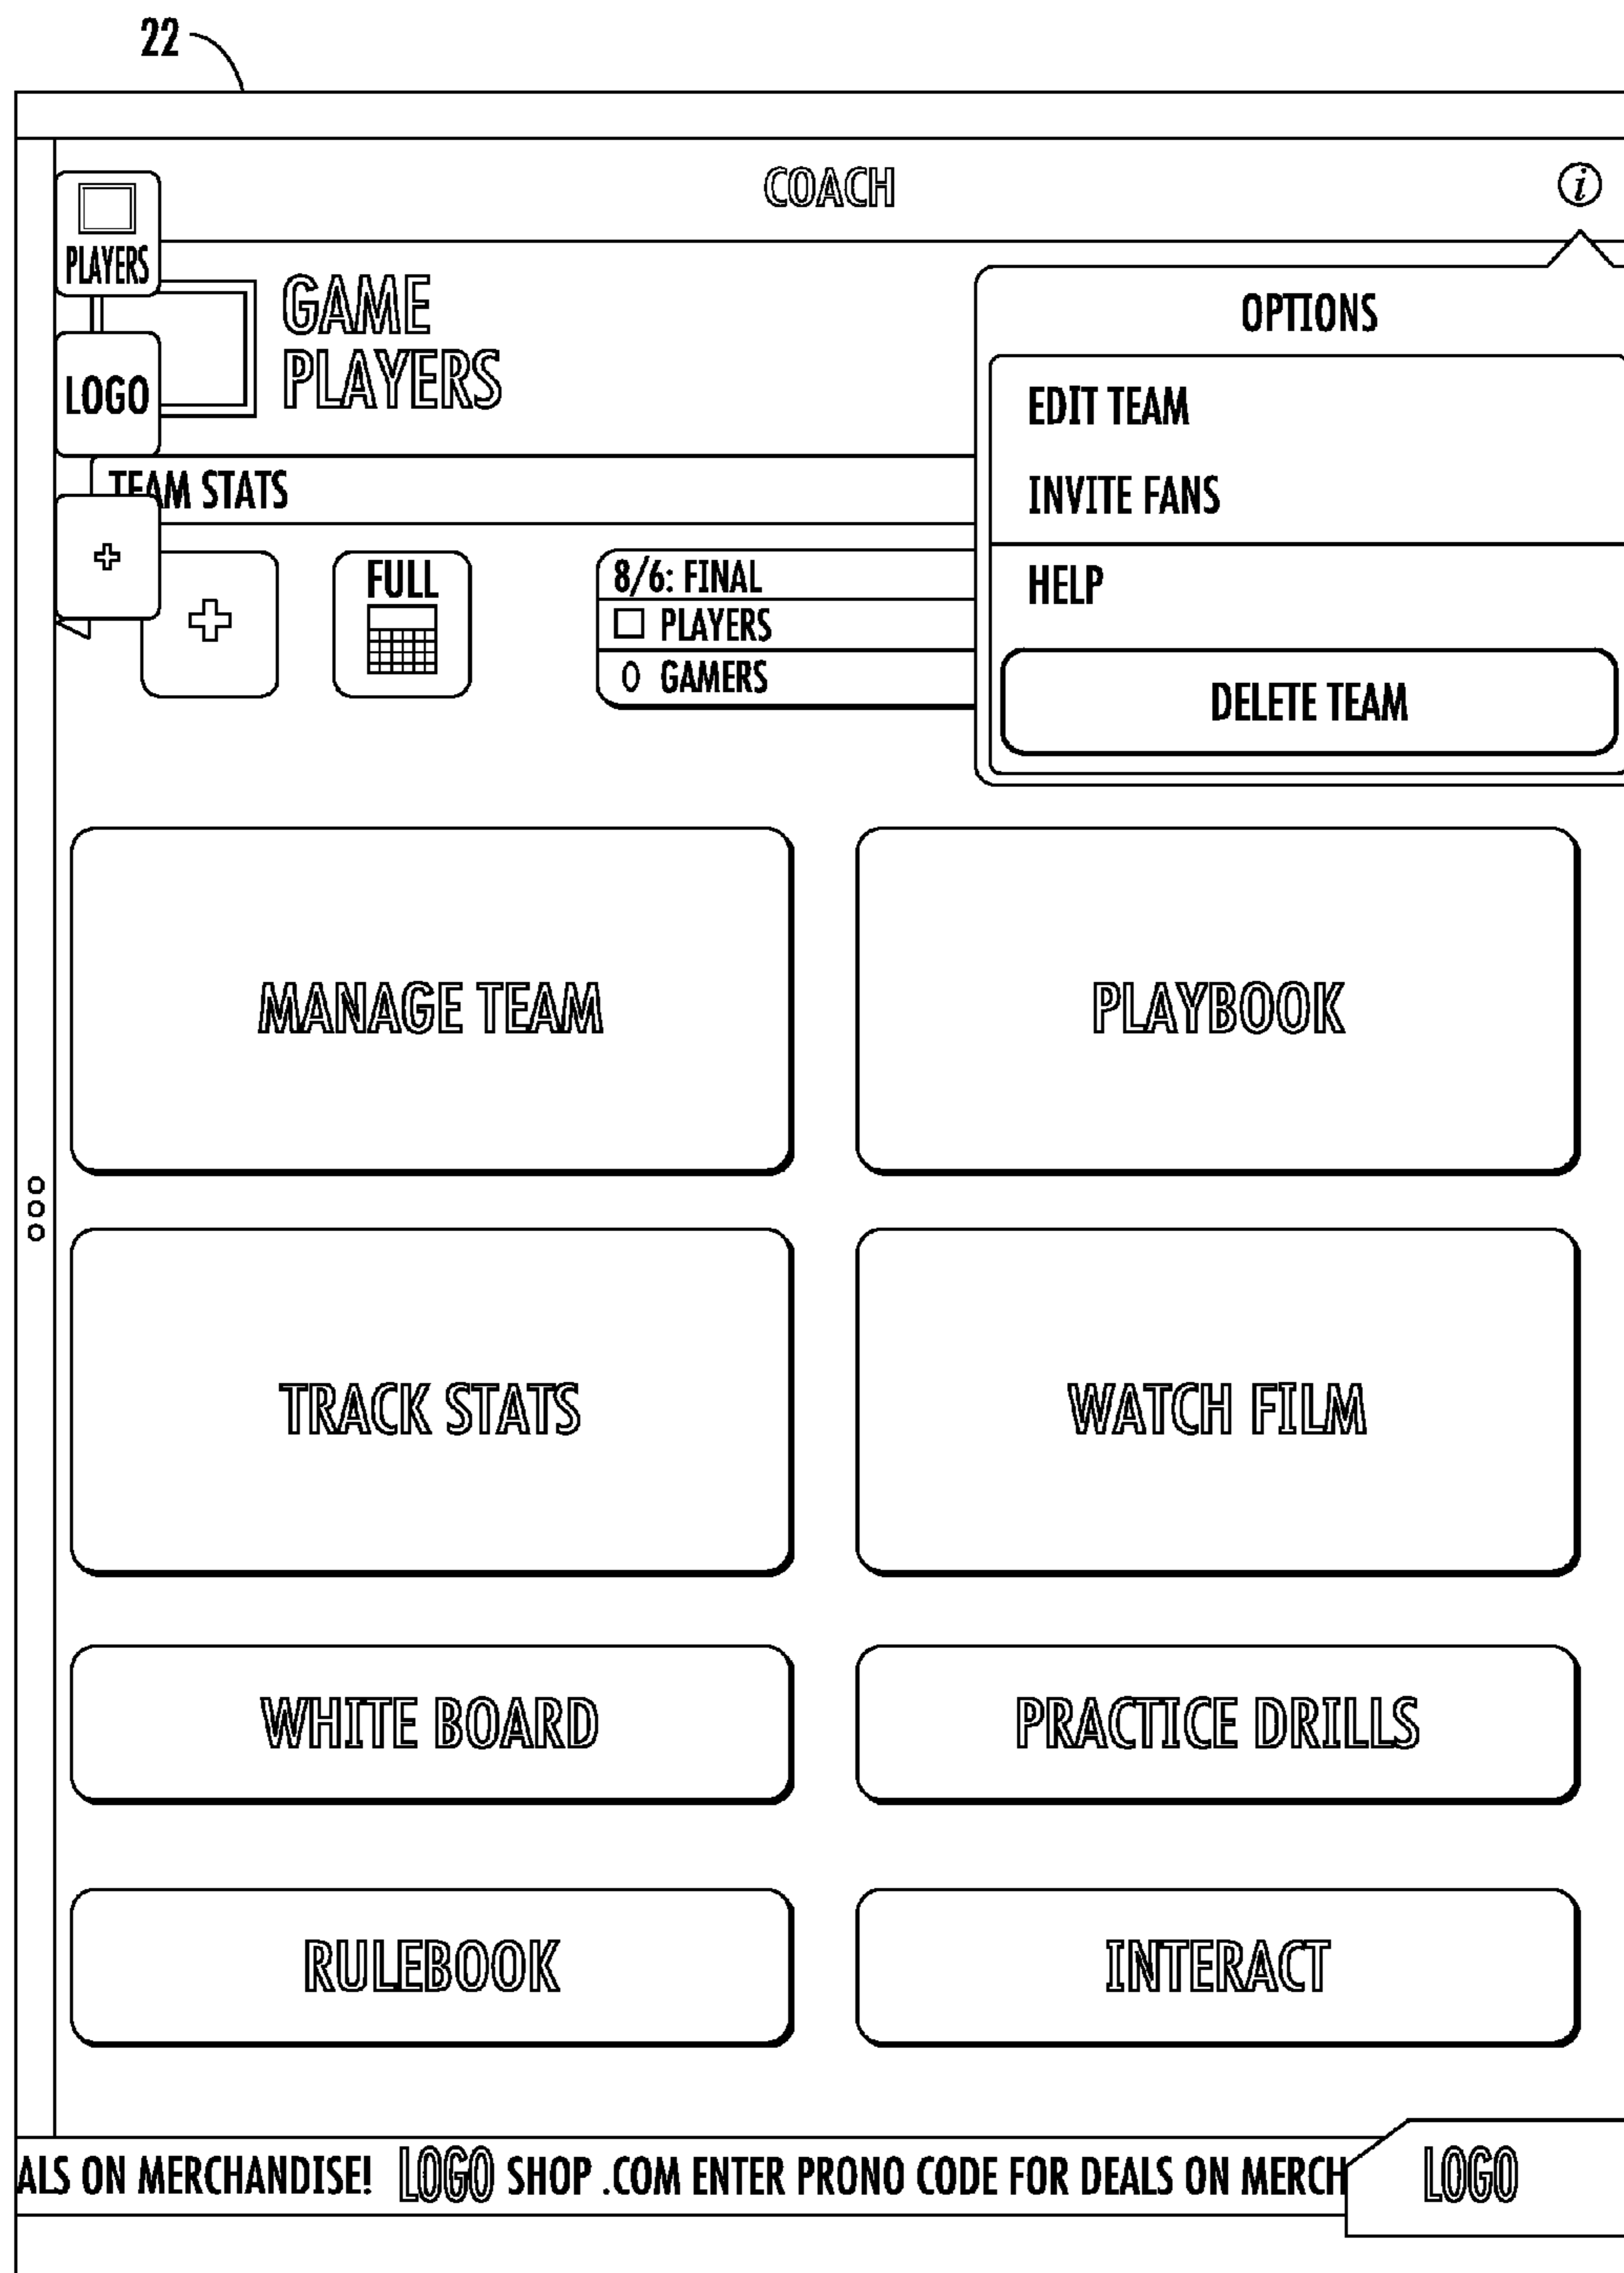 22
COACH
i
PLAYERS
GAME
PLAYERS
LOGO
OPTIONS
EDIT TEAM
INVITE FANS
HELP
DELETE TEAM
TEAM STATS
+
+
FULL
8/6: FINAL
PLAYERS
0 GAMERS
MANAGE TEAM
PLAYBOOK
TRACK STATS
WATCH FILM
WHITE BOARD
PRACTICE DRILLS
RULEBOOK
INTERACT
ALS ON MERCHANDISE! LOGO SHOP .COM ENTER PRONO CODE FOR DEALS ON MERCH
LOGO